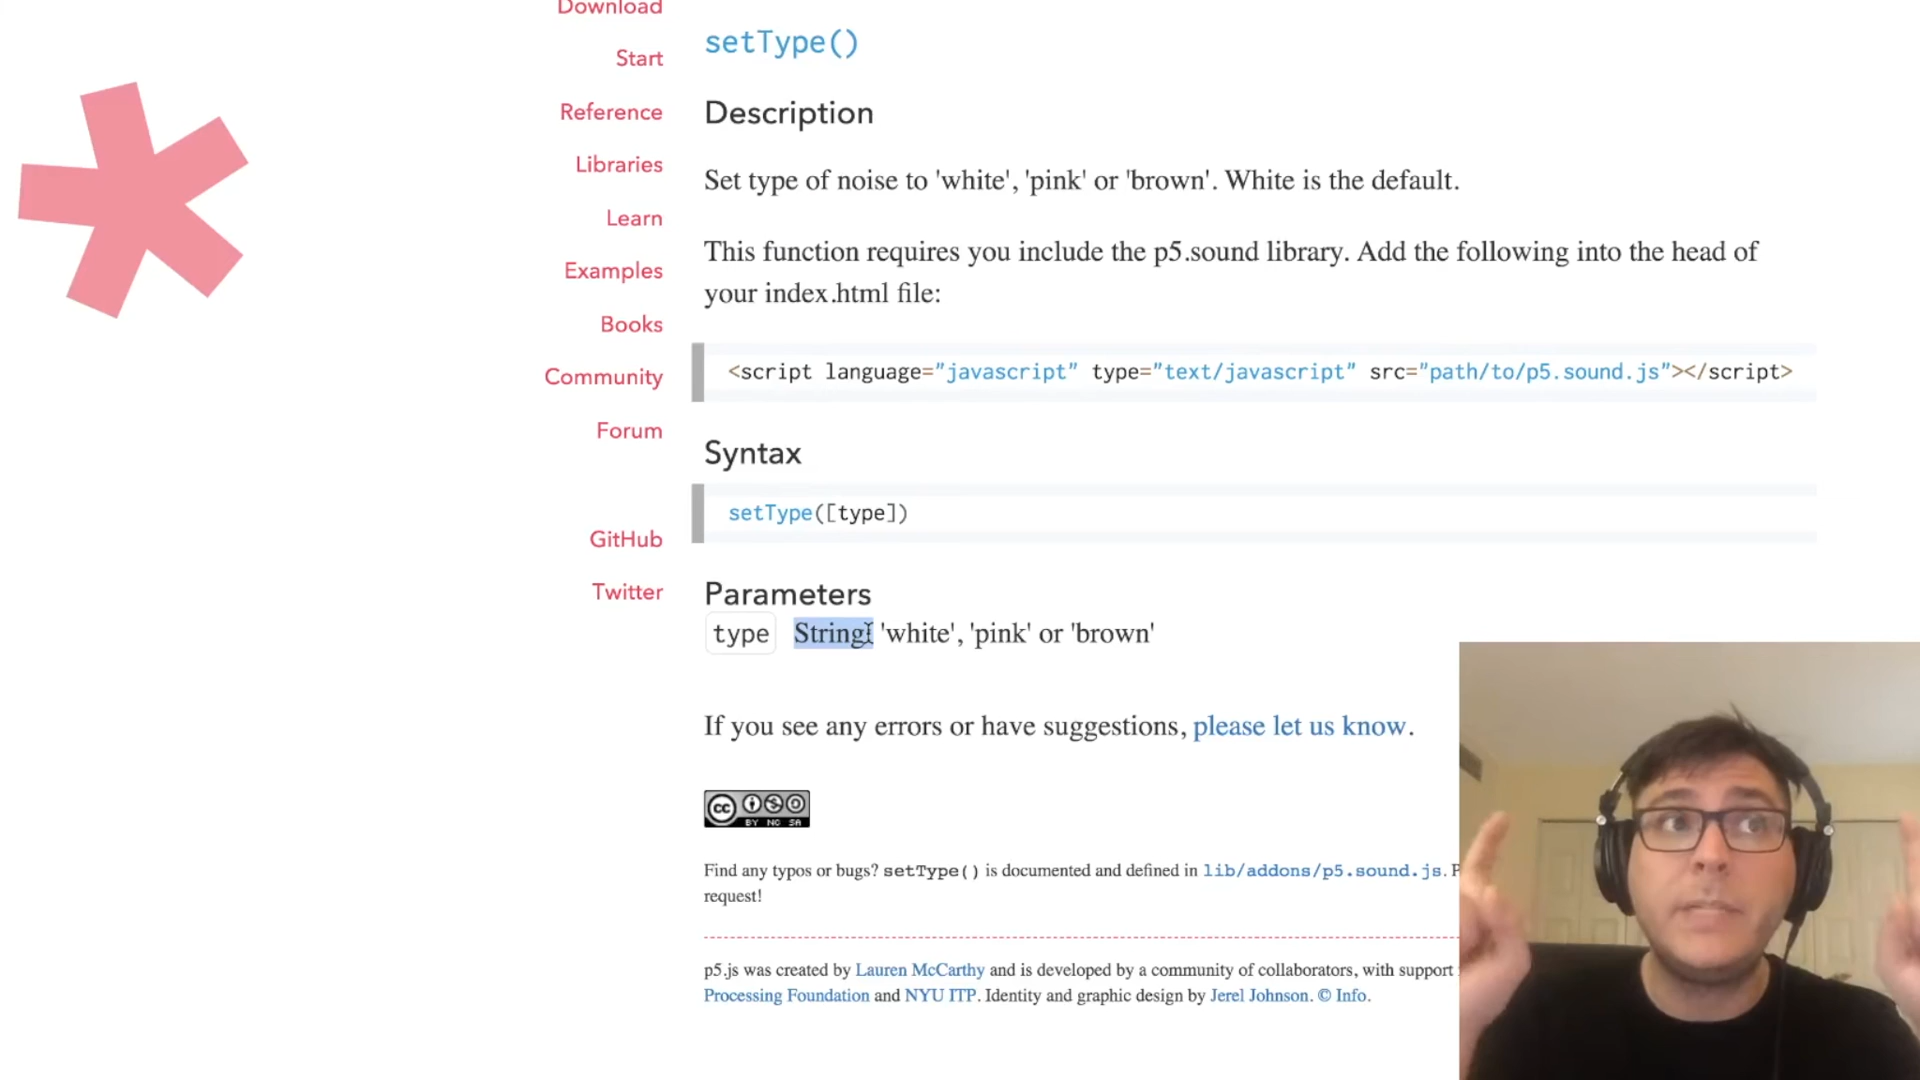 Download
Start
Reference
Libraries
Learn
Examples
Books
Community
Forum
GitHub
Twitter
setType()
Description
Set type of noise to 'white', 'pink' or 'brown'. White is the default.
This function requires you include the p5.sound library. Add the following into the head of
your index.html file:
<script language="javascript" type="text/javascript" src="path/to/p5.sound.js"></script>
Syntax
setType([type])
Parameters
type String: 'white', 'pink' or 'brown'
If you see any errors or have suggestions, please let us know.
cc BY NC SA
Find any typos or bugs? setType() is documented and defined in lib/addons/p5.sound.js. P
request!
p5.js was created by Lauren McCarthy and is developed by a community of collaborators, with support
Processing Foundation and NYU ITP. Identity and graphic design by Jerel Johnson. © Info.